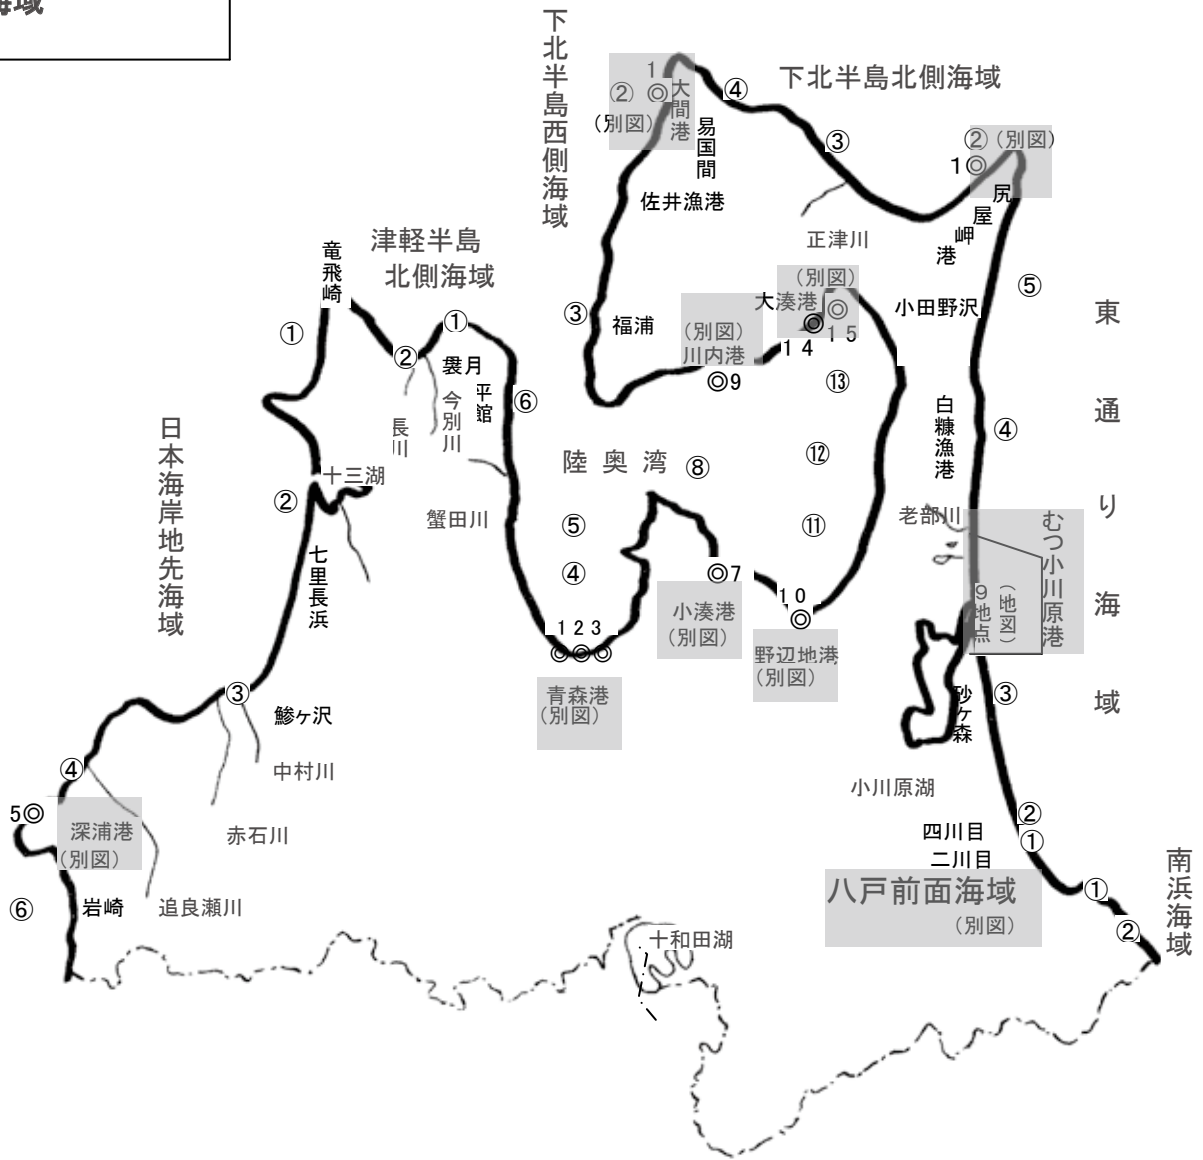 海域
下北半島西側海域
1
② ◎
(別図)
大間港
④
下北半島北側海域
易国間
③
②(別図)
1◎
佐井漁港
尻屋岬港
正津川
竜飛崎
津軽半島
北側海域
①
②
①
袰月
平舘
⑥
今別川
長川
③
福浦
(別図)
川内港
◎9
(別図)
大湊港
◎
◎
14 15
⑬
小田野沢
⑤
東通り海域
白糠漁港
④
日本海岸地先海域
十三湖
②
七里長浜
蟹田川
陸奥湾
⑧
⑫
⑤
④
⑪
老部川
むつ小川原港
9地点
(地図)
◎7
小湊港
(別図)
10
◎
野辺地港
(別図)
1 2 3
◎◎◎
青森港
(別図)
③
砂ケ森
③
鯵ヶ沢
中村川
④
小川原湖
5◎
深浦港
(別図)
赤石川
②
①
四川目
二川目
八戸前面海域
(別図)
①
②
南浜海域
⑥
岩崎
追良瀬川
十和田湖